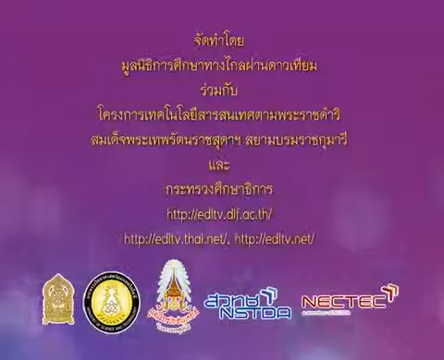 จัดทำโดย
มูลนิธิการศึกษาทางไกลผ่านดาวเทียม
ร่วมกับ
โครงการเทคโนโลยีสารสนเทศตามพระราชดำริ
สมเด็จพระเทพรัตนราชสุดาฯ สยามบรมราชกุมารี
และ
กระทรวงศึกษาธิการ
http://edltv.dlf.ac.th/
http://edltv.thai.net/, http://edltv.net/
สวทช NECTEC
NSTDA